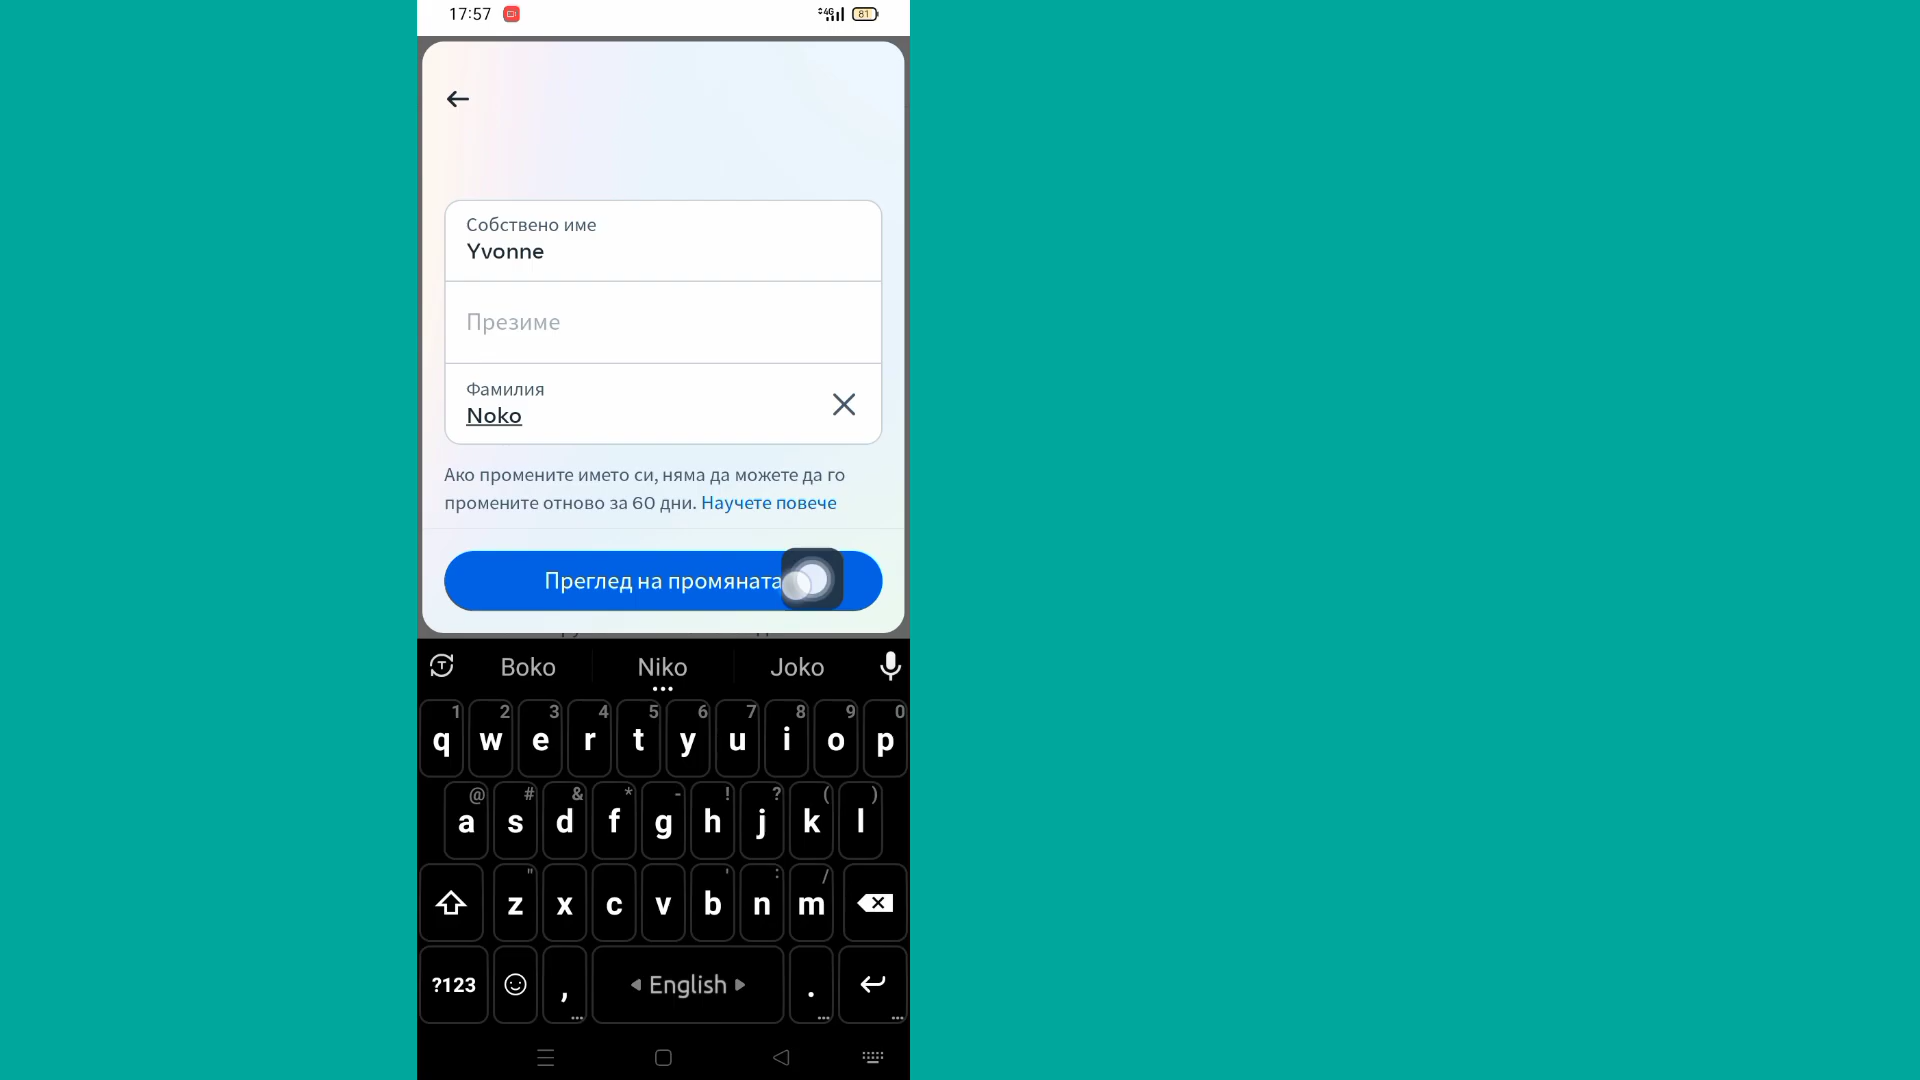 17:57
4G
81
Собствено име
Yvonne
Презиме
Фамилия
Noko
Ако промените името си, няма да можете да го
промените отново за 60 дни. Научете повече
Преглед на промяната
Boko Niko Joko
1 2 3 4 5 6 7 8 9 0
q w e r t y u i o p
@ # & * - ! ? ( )
a s d f g h j k l
" ' : /
z x c v b n m
?123 , English .